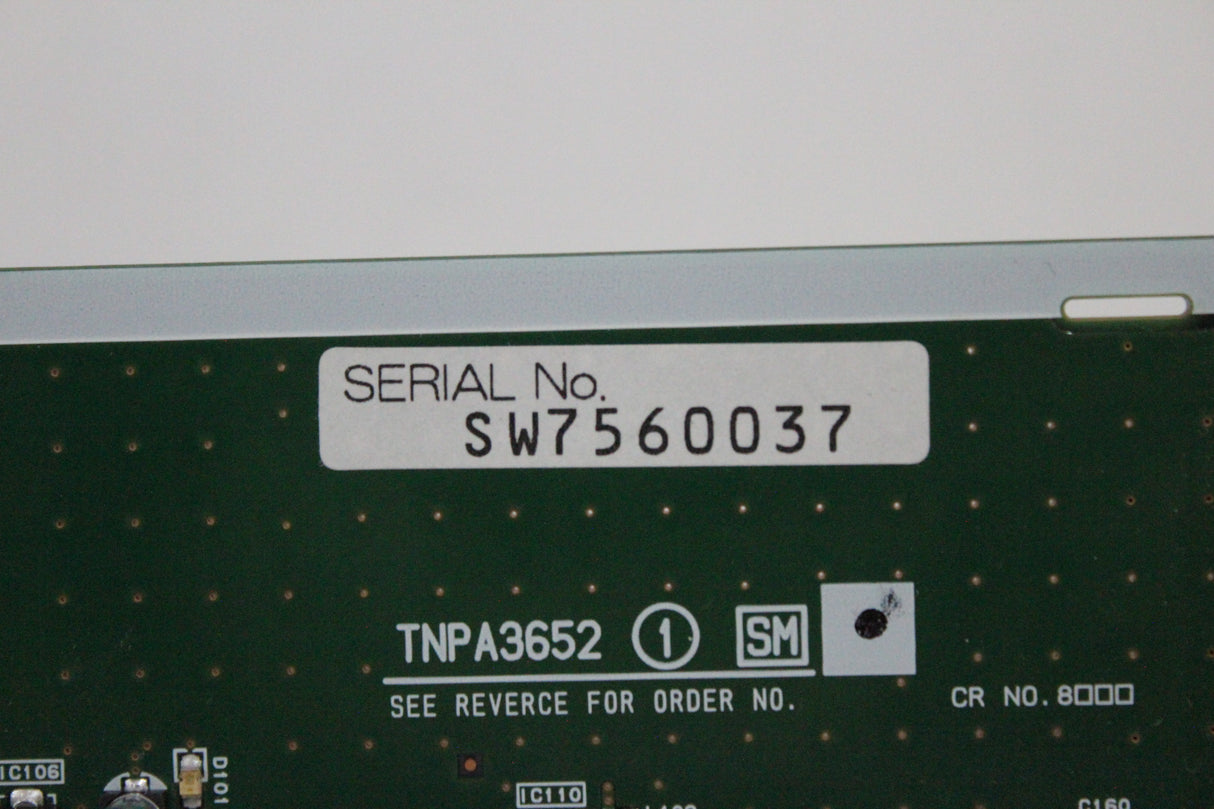 SERIAL No.
SW7560037
TNPA3652 1 SM
SEE REVERCE FOR ORDER NO.
CR NO.8□□□
IC106
D101
IC110
C160